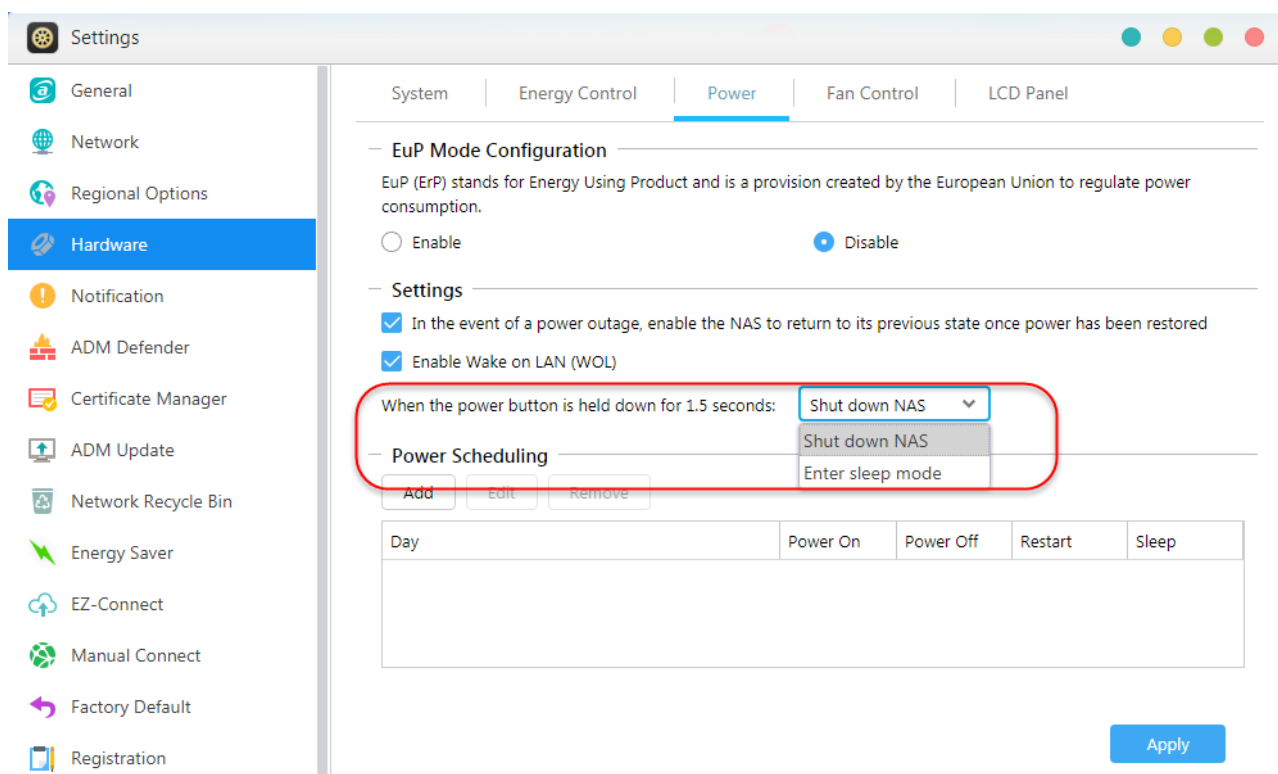 Settings
General
Network
Regional Options
Hardware
Notification
ADM Defender
Certificate Manager
ADM Update
Network Recycle Bin
Energy Saver
EZ-Connect
Manual Connect
Factory Default
Registration
System Energy Control Power Fan Control LCD Panel
EuP Mode Configuration
EuP (ErP) stands for Energy Using Product and is a provision created by the European Union to regulate power
consumption.
Enable Disable
Settings
In the event of a power outage, enable the NAS to return to its previous state once power has been restored
Enable Wake on LAN (WOL)
When the power button is held down for 1.5 seconds: Shut down NAS
Shut down NAS
Enter sleep mode
Power Scheduling
Add Edit Remove
Day Power On Power Off Restart Sleep
Apply